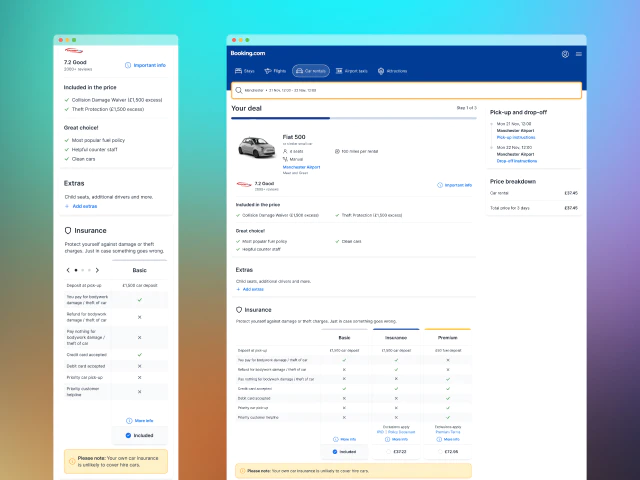 7.2 Good
2000+ reviews
Important info
Included in the price
Collision Damage Waiver (£1,500 excess)
Theft Protection (£1,500 excess)
Great choice!
Most popular fuel policy
Helpful counter staff
Clean cars
Extras
Child seats, additional drivers and more.
Add extras
Insurance
Protect yourself against damage or theft
charges. Just in case something goes wrong.
Basic
Deposit at pick-up
£1,500 car deposit
You pay for bodywork
damage / theft of car
Refund for bodywork
damage / theft of car
Pay nothing for
bodywork damage /
theft of car
Credit card accepted
Debit card accepted
Priority car pick-up
Priority customer
helpline
More info
Included
Please note: Your own car insurance
is unlikely to cover hire cars.
Booking.com
Stays
Flights
Car rentals
Airport taxis
Attractions
Manchester • 21 Nov, 12:00 - 22 Nov, 12:00
Your deal
Step 1 of 3
Fiat 500
or similar small car
4 seats
100 miles per rental
Manual
Manchester Airport
Meet and Greet
7.2 Good
2000+ reviews
Important info
Included in the price
Collision Damage Waiver (£1,500 excess)
Theft Protection (£1,500 excess)
Great choice!
Most popular fuel policy
Clean cars
Helpful counter staff
Extras
Child seats, additional drivers and more.
Add extras
Insurance
Protect yourself against damage or theft charges. Just in case something goes wrong.
Basic
Insurance
Premium
Deposit at pick-up
£1,500 car deposit
£1,500 car deposit
You pay for bodywork damage / theft of car
Refund for bodywork damage / theft of car
Pay nothing for bodywork damage / theft of car
Credit card accepted
Debit card accepted
Priority car pick-up
Priority customer helpline
Exclusions apply
Policy Document
Exclusions apply
Premium Terms
More info
More info
More info
Included
£37.22
£72.95
Please note: Your own car insurance is unlikely to cover hire cars.
Pick-up and drop-off
Mon 21 Nov, 12:00
Manchester Airport
Pick-up instructions
Mon 22 Nov, 12:00
Manchester Airport
Drop-off instructions
Price breakdown
Car rental
£37.45
Total price for 3 days
£37.45